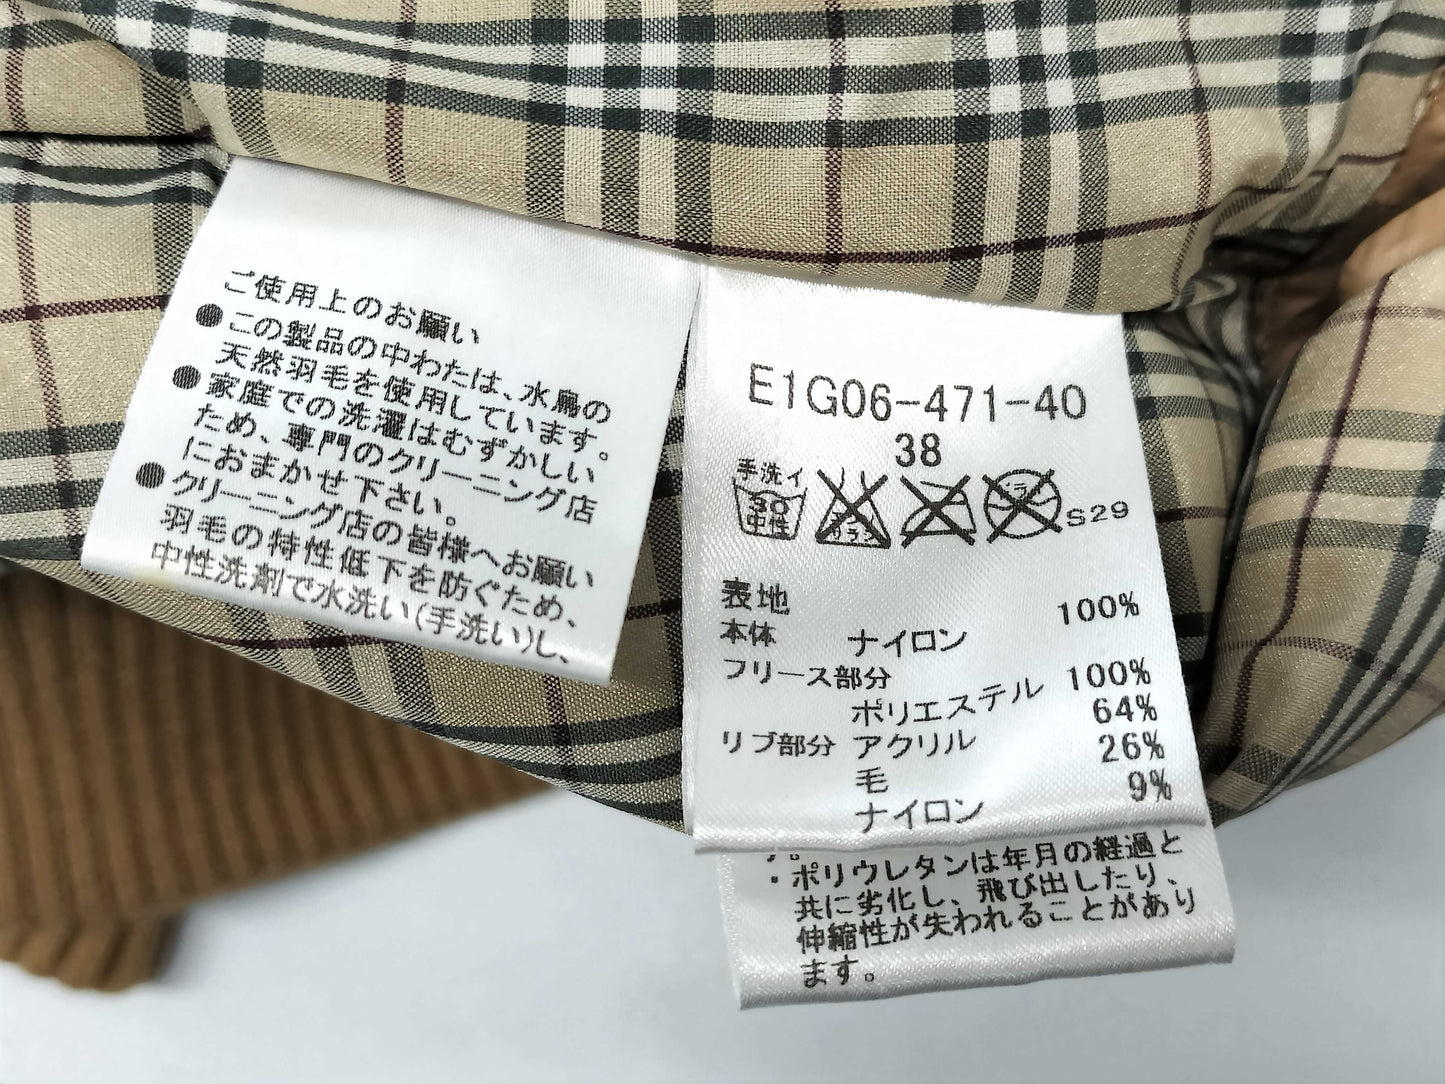 ご使用上のお願い
●この製品の中わたは、水鳥の
天然羽毛を使用しています。
●家庭での洗濯はむずかしい
ため、専門のクリーニング店
におまかせ下さい。
●クリーニング店の皆様へお願い
羽毛の特性低下を防ぐため、
中性洗剤で水洗い(手洗い)し、
E1G06-471-40
38
手洗イ
30
中性
エンソサラシ
ドライ
S29
表地
本体 ナイロン 100%
フリース部分
ポリエステル 100%
リブ部分 アクリル 64%
毛 26%
ナイロン 9%
・ポリウレタンは年月の経過と
共に劣化し、飛び出したり、
伸縮性が失われることがあり
ます。